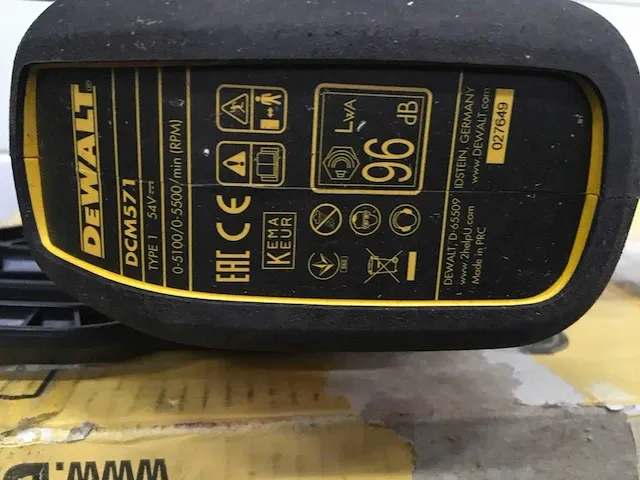 DEWALT®
DCM571
TYPE 1 54V
0-5100/0-5500/min (RPM)
EAC CE
KEMA
KEUR
LWA
96 dB
DEWALT, D-65509 IDSTEIN, GERMANY
www.2helpU.com www.DEWALT.com
Made in PRC
027649
www.D